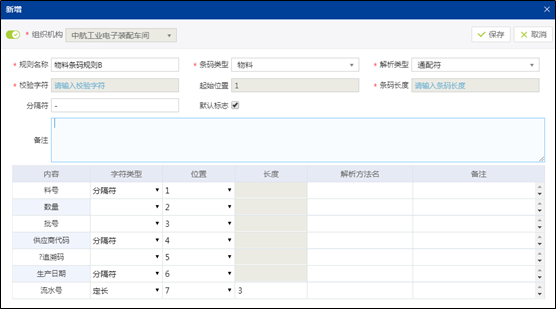 新增
组织机构 中航工业电子装配车间 保存 取消
* 规则名称 物料条码规则B * 条码类型 物料 * 解析类型 通配符
* 校验字符 请输入校验字符 起始位置 1 * 条码长度 请输入条码长度
分隔符 - 默认标志
备注
内容 字符类型 位置 长度 解析方法名 备注
料号 分隔符 1
数量 2
批号 3
供应商代码 分隔符 4
?追溯码 5
生产日期 分隔符 6
流水号 定长 7 3